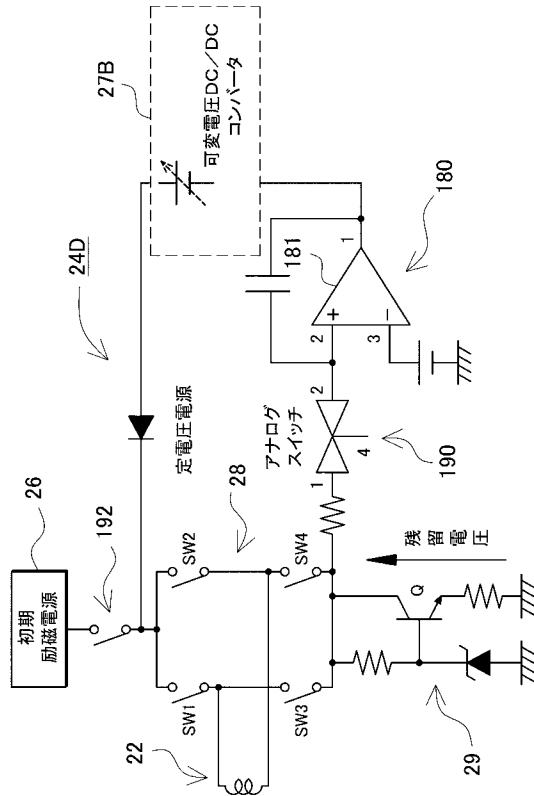 26
初期
励磁電源
192
24D
27B
可変電圧DC/DC
コンバータ
定電圧電源
SW1
SW2
28
22
SW3
SW4
アナログ
スイッチ
1
2
4
190
2
3
+
−
1
181
180
残留電圧
Q
29